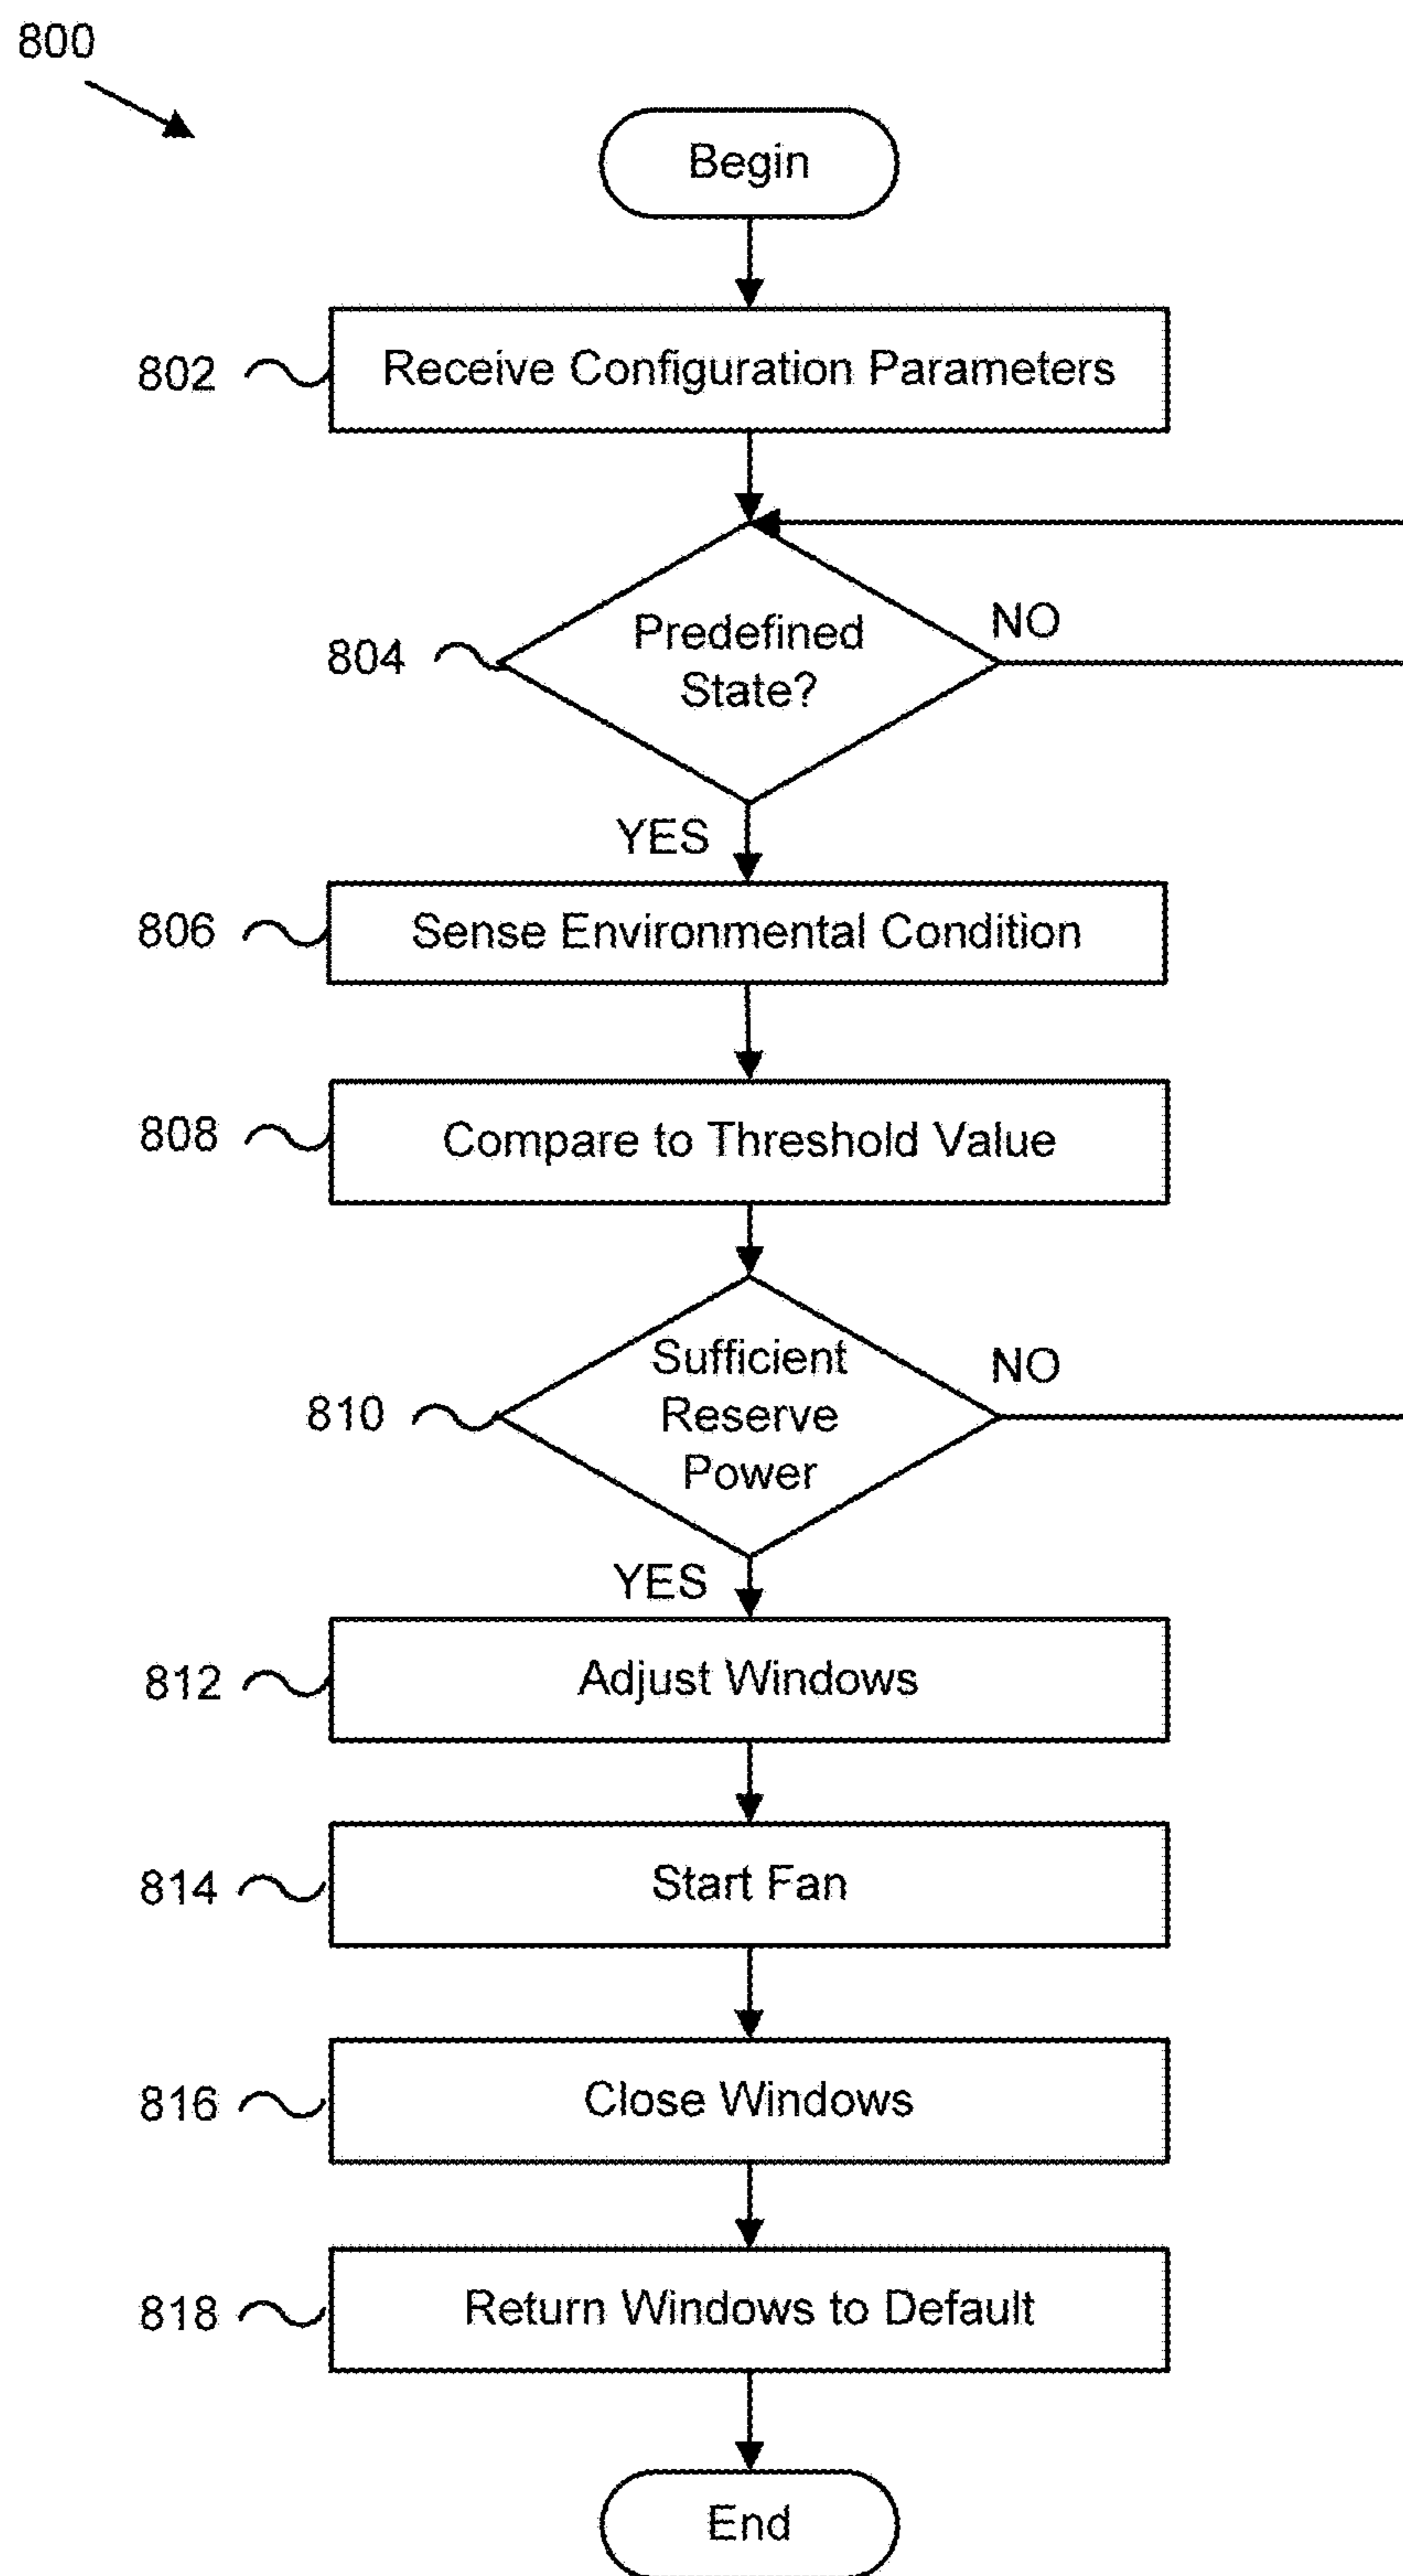 800
Begin
802
Receive Configuration Parameters
804
Predefined
State?
NO
YES
806
Sense Environmental Condition
808
Compare to Threshold Value
810
Sufficient
Reserve
Power
NO
YES
812
Adjust Windows
814
Start Fan
816
Close Windows
818
Return Windows to Default
End